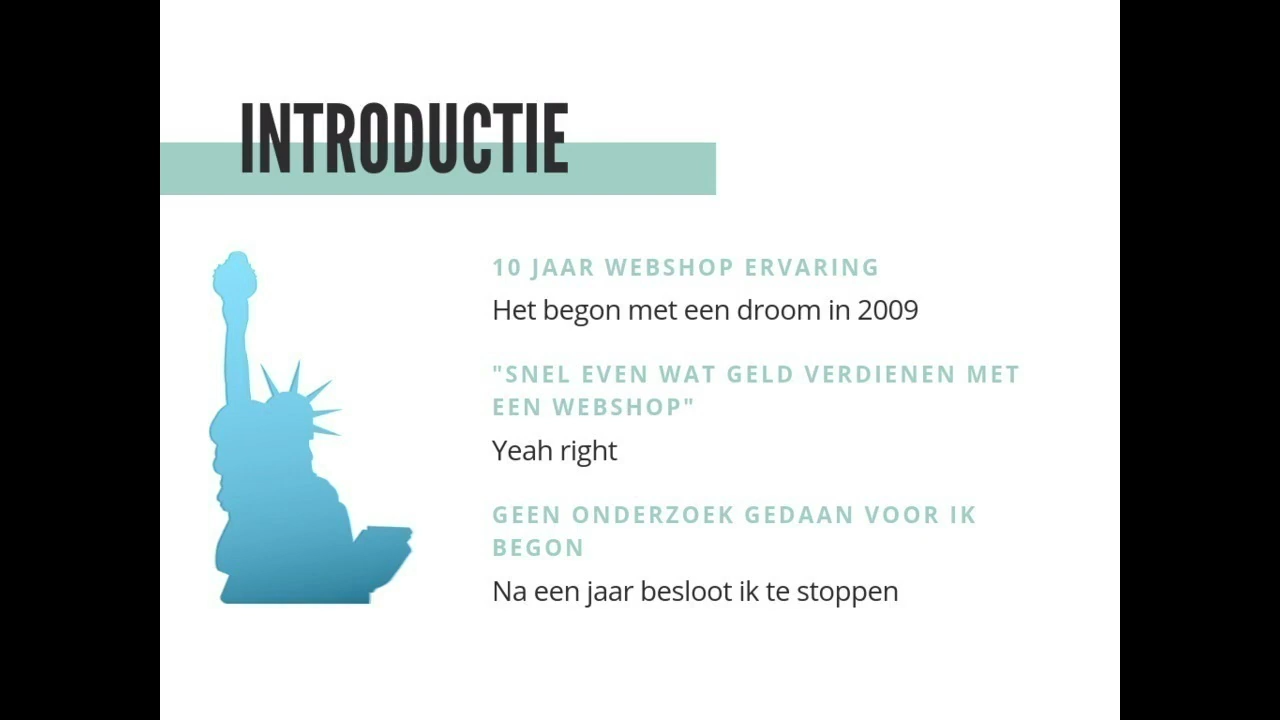 INTRODUCTIE
10 JAAR WEBSHOP ERVARING
Het begon met een droom in 2009
"SNEL EVEN WAT GELD VERDIENEN MET
EEN WEBSHOP"
Yeah right
GEEN ONDERZOEK GEDAAN VOOR IK
BEGON
Na een jaar besloot ik te stoppen